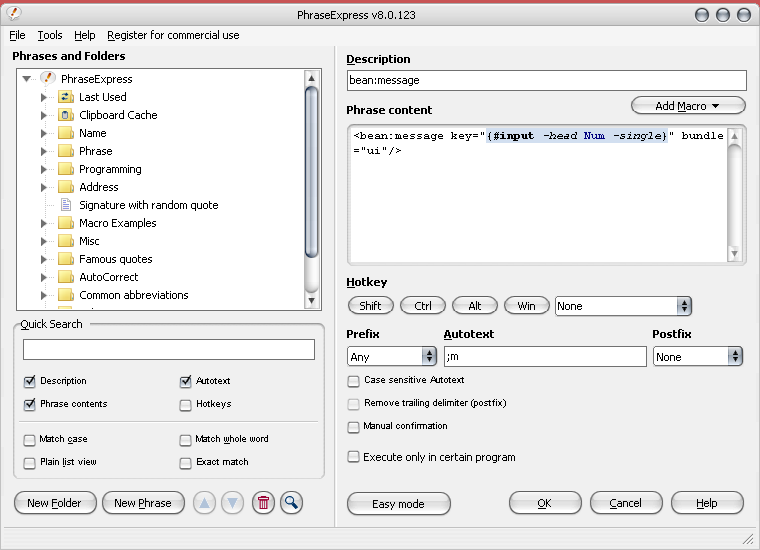 PhraseExpress v8.0.123
File Tools Help Register for commercial use
Phrases and Folders
PhraseExpress
Last Used
Clipboard Cache
Name
Phrase
Programming
Address
Signature with random quote
Macro Examples
Misc
Famous quotes
AutoCorrect
Common abbreviations
Quick Search
Description Autotext
Phrase contents Hotkeys
Match case Match whole word
Plain list view Exact match
New Folder New Phrase
Description
bean:message
Phrase content Add Macro
<bean:message key="{#input -head Num -single}" bundle
="ui"/>
Hotkey
Shift Ctrl Alt Win None
Prefix Autotext Postfix
Any ;m None
Case sensitive Autotext
Remove trailing delimiter (postfix)
Manual confirmation
Execute only in certain program
Easy mode OK Cancel Help